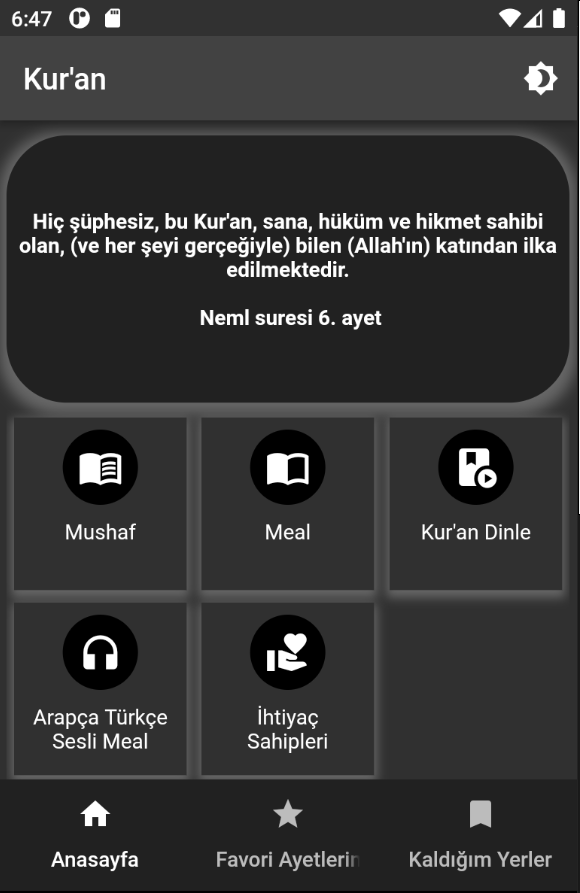 6:47
Kur'an
Hiç şüphesiz, bu Kur'an, sana, hüküm ve hikmet sahibi
olan, (ve her şeyi gerçeğiyle) bilen (Allah'ın) katından ilka
edilmektedir.
Neml suresi 6. ayet
Mushaf
Meal
Kur'an Dinle
Arapça Türkçe
Sesli Meal
İhtiyaç
Sahipleri
Anasayfa
Favori Ayetlerin
Kaldığım Yerler